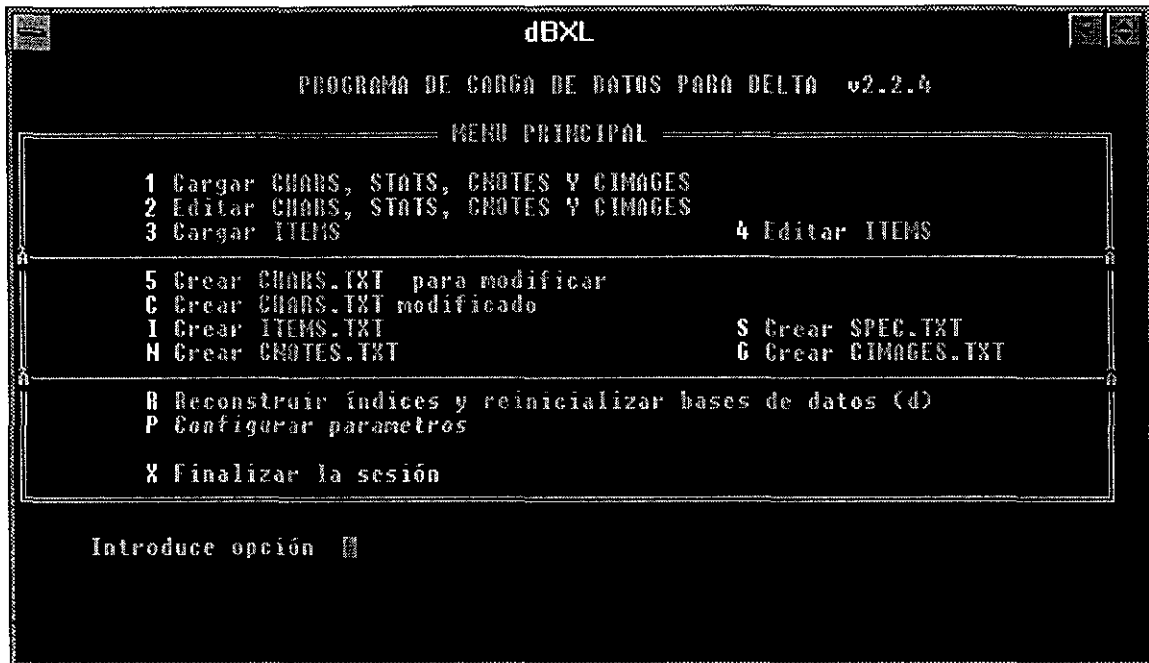 dBXL
PROGRAMA DE CARGA DE DATOS PARA DELTA v2.2.4
MENU PRINCIPAL
1 Cargar CHARS, STATS, CNOTES Y CIMAGES
2 Editar CHARS, STATS, CNOTES Y CIMAGES
3 Cargar ITEMS 4 Editar ITEMS
5 Crear CHARS.TXT para modificar
C Crear CHARS.TXT modificado
I Crear ITEMS.TXT S Crear SPEC.TXT
N Crear CNOTES.TXT G Crear CIMAGES.TXT
R Reconstruir índices y reinicializar bases de datos (d)
P Configurar parametros
X Finalizar la sesión
Introduce opción